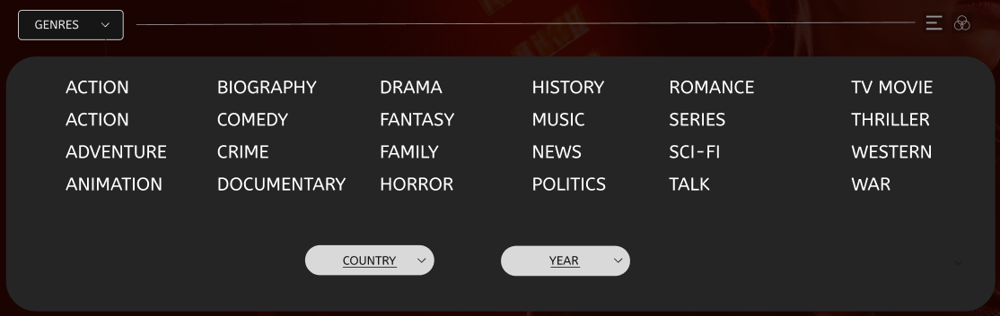 GENRES
ACTION BIOGRAPHY DRAMA HISTORY ROMANCE TV MOVIE
ACTION COMEDY FANTASY MUSIC SERIES THRILLER
ADVENTURE CRIME FAMILY NEWS SCI-FI WESTERN
ANIMATION DOCUMENTARY HORROR POLITICS TALK WAR
COUNTRY YEAR